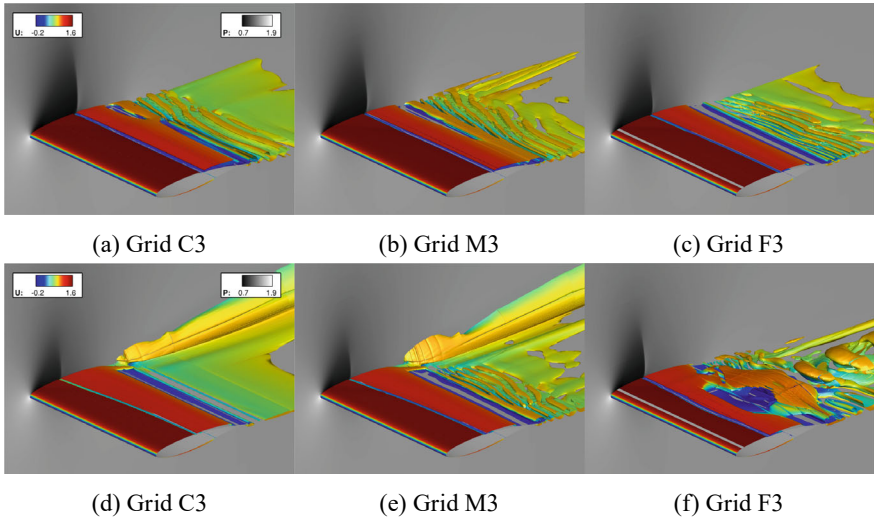 U: -0.2 1.6
P: 0.7 1.9
(a) Grid C3
(b) Grid M3
(c) Grid F3
U: -0.2 1.6
P: 0.7 1.9
(d) Grid C3
(e) Grid M3
(f) Grid F3